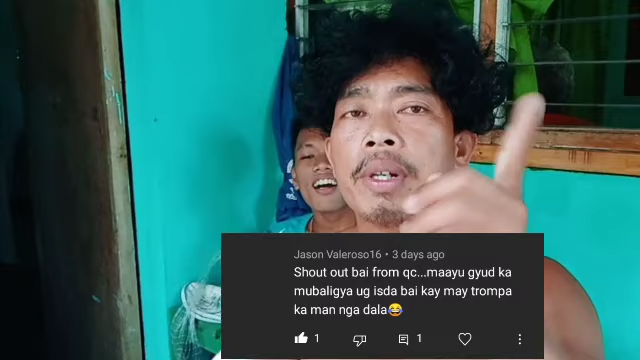 Jason Valeroso16 • 3 days ago
Shout out bai from qc...maayu gyud ka
mubaligya ug isda bai kay may trompa
ka man nga dala😂
1 1